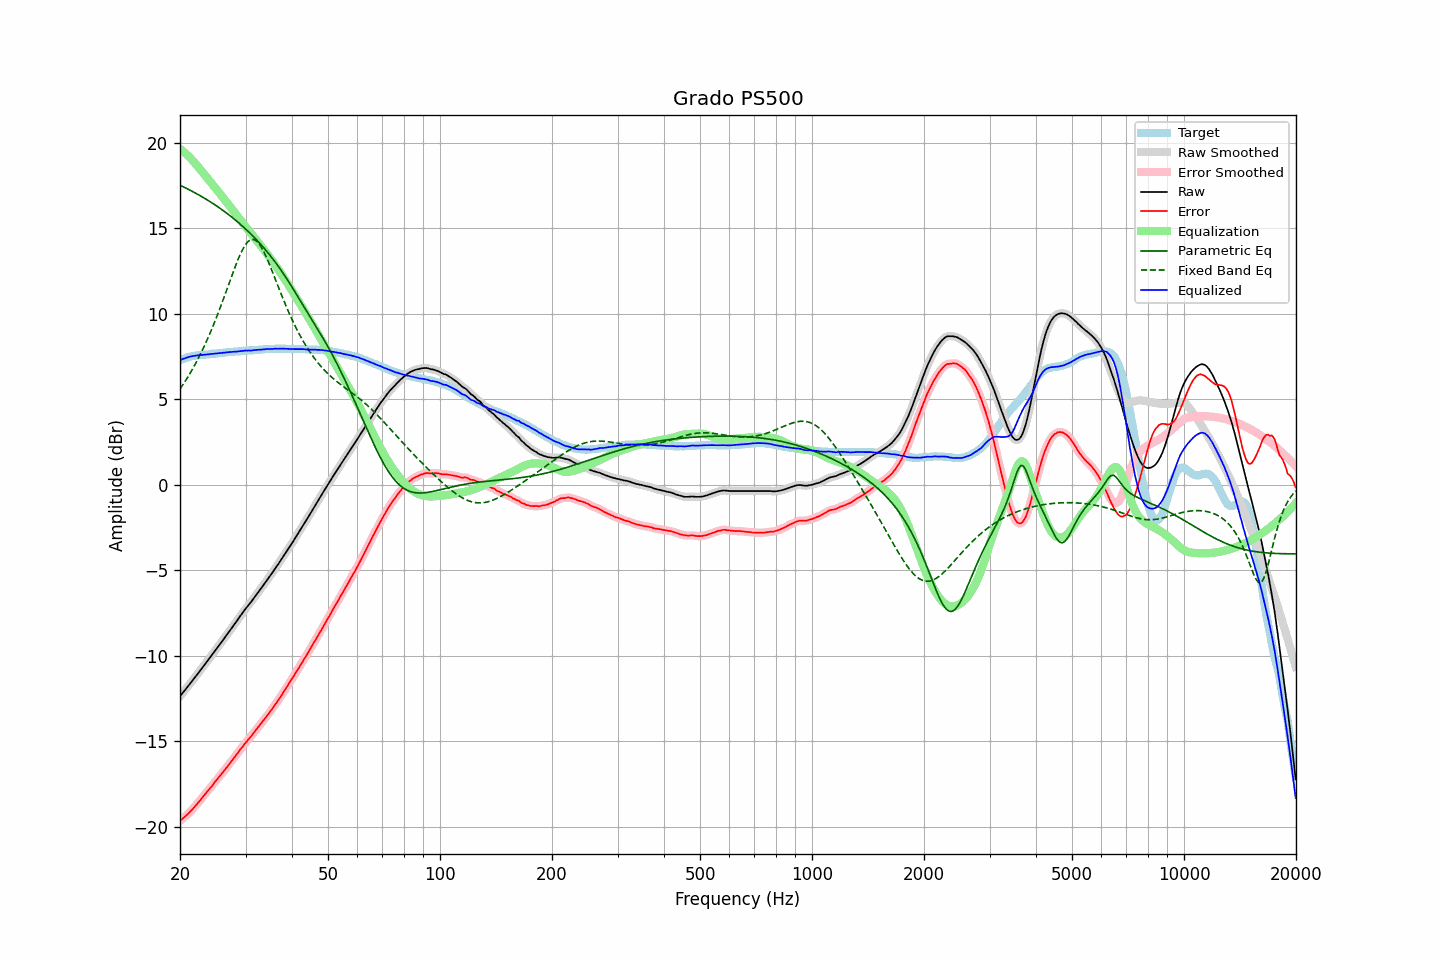 Grado PS500
Amplitude (dBr)
20
15
10
5
0
−5
−10
−15
−20
Target
Raw Smoothed
Error Smoothed
Raw
Error
Equalization
Parametric Eq
Fixed Band Eq
Equalized
20 50 100 200 500 1000 2000 5000 10000 20000
Frequency (Hz)